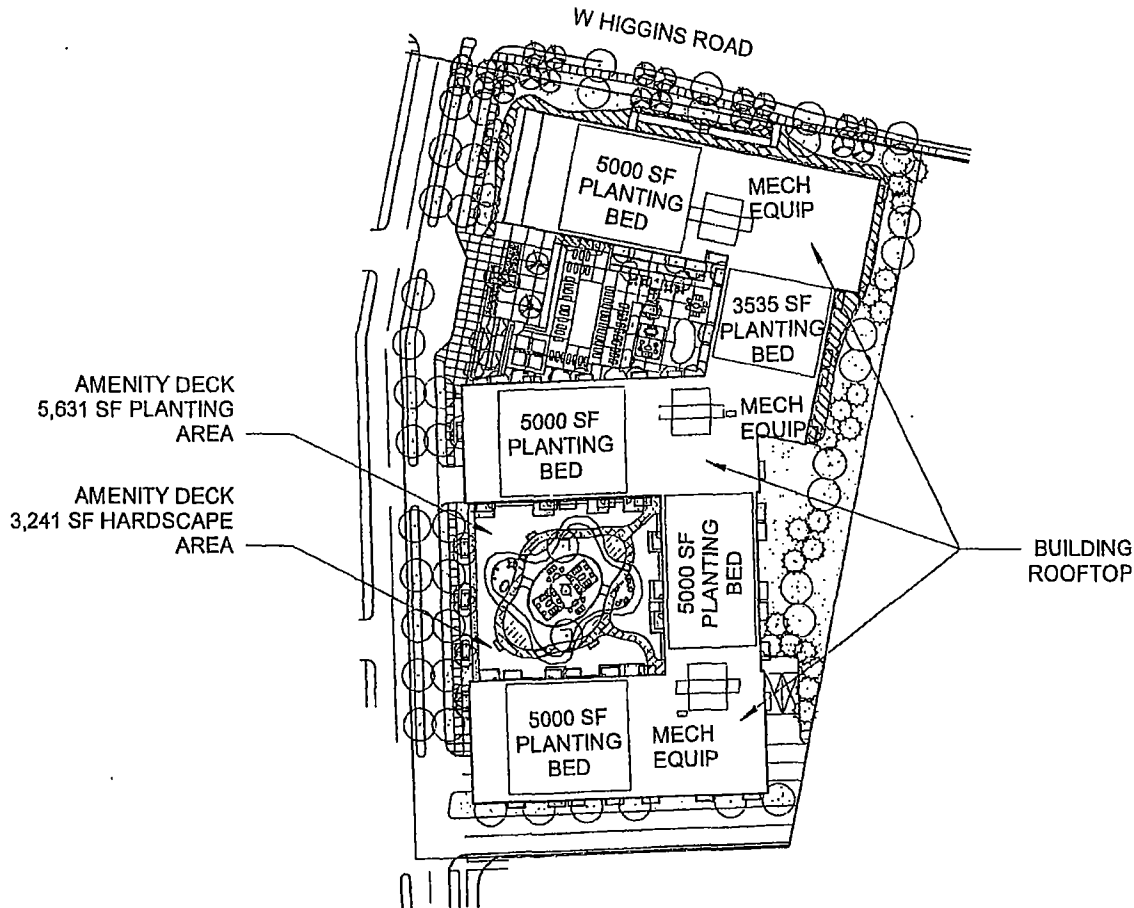 W HIGGINS ROAD
5000 SF
PLANTING
BED
MECH
EQUIP
3535 SF
PLANTING
BED
AMENITY DECK
5,631 SF PLANTING
AREA
5000 SF
PLANTING
BED
MECH
EQUIP
AMENITY DECK
3,241 SF HARDSCAPE
AREA
5000 SF
PLANTING
BED
BUILDING
ROOFTOP
5000 SF
PLANTING
BED
MECH
EQUIP